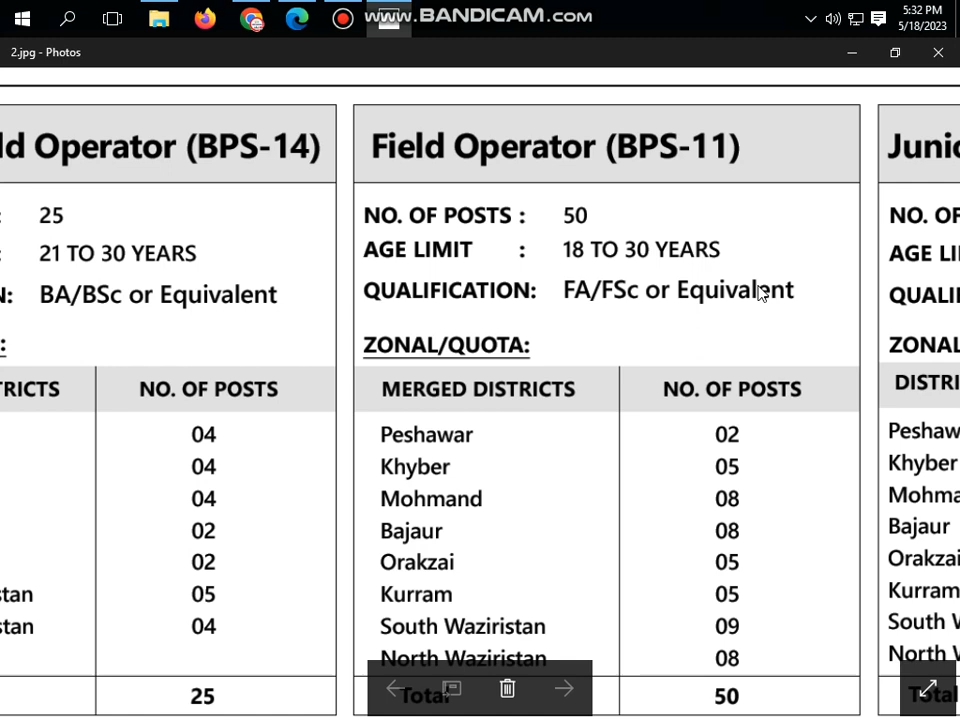 www.BANDICAM.com
5:32 PM
5/18/2023
2.jpg - Photos
ld Operator (BPS-14)
: 25
: 21 TO 30 YEARS
N: BA/BSc or Equivalent
:
TRICTS NO. OF POSTS
04
04
04
02
02
stan 05
stan 04
25
Field Operator (BPS-11)
NO. OF POSTS : 50
AGE LIMIT : 18 TO 30 YEARS
QUALIFICATION: FA/FSc or Equivalent
ZONAL/QUOTA:
MERGED DISTRICTS NO. OF POSTS
Peshawar 02
Khyber 05
Mohmand 08
Bajaur 08
Orakzai 05
Kurram 05
South Waziristan 09
North Waziristan 08
Total 50
Junio
NO. OF
AGE LI
QUALI
ZONAL
DISTRI
Peshaw
Khyber
Mohma
Bajaur
Orakzai
Kurram
South W
North W
Total